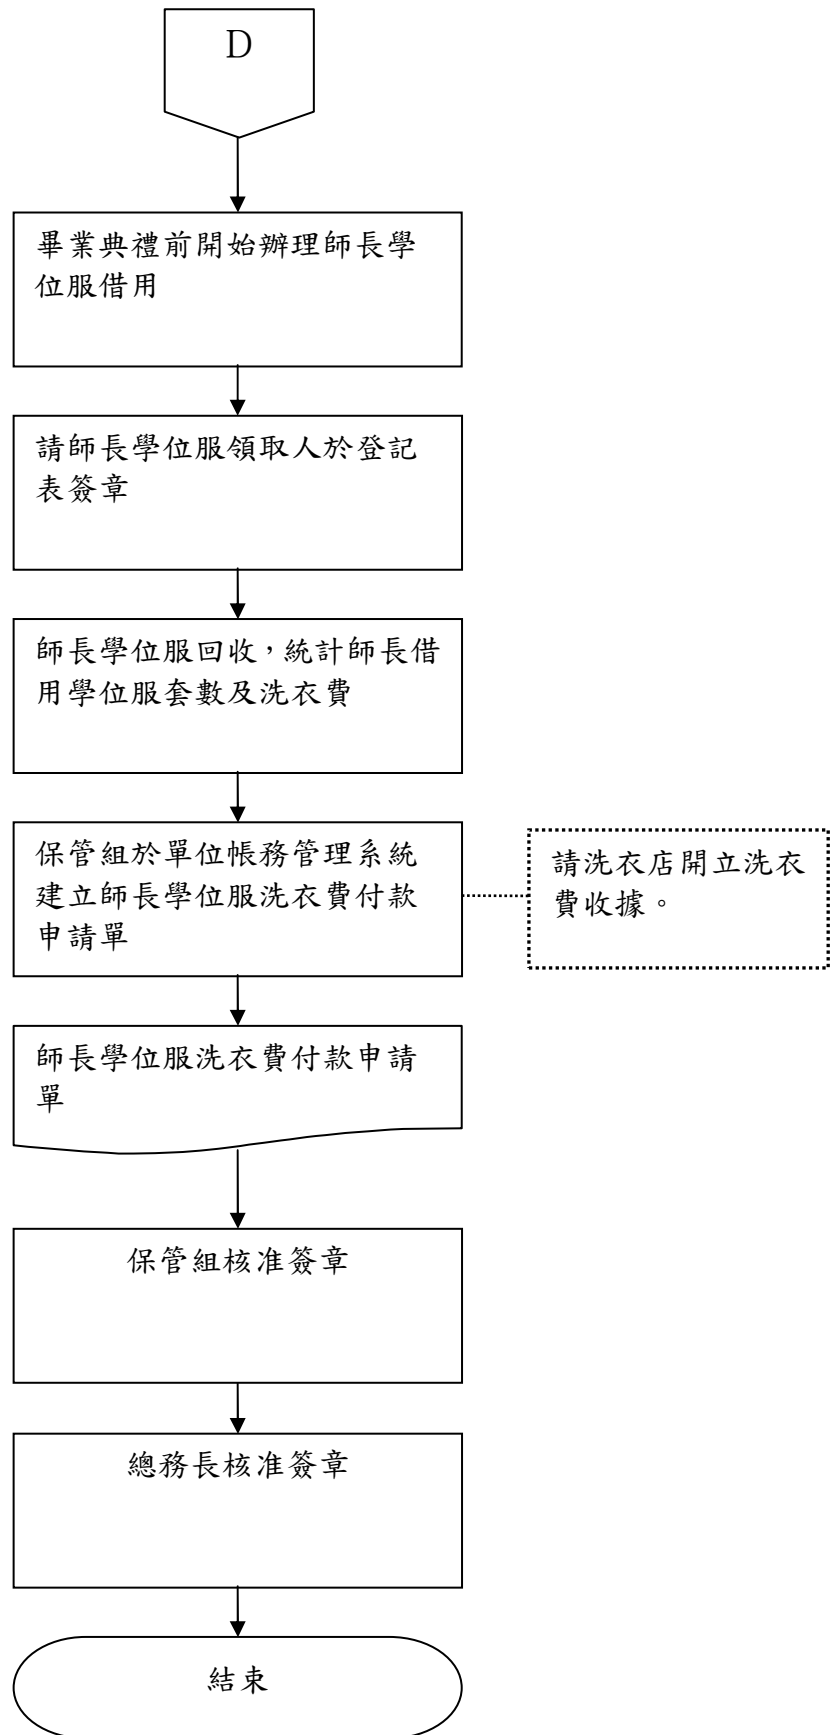 D
畢業典禮前開始辦理師長學
位服借用
請師長學位服領取人於登記
表簽章
師長學位服回收，統計師長借
用學位服套數及洗衣費
保管組於單位帳務管理系統
建立師長學位服洗衣費付款
申請單
請洗衣店開立洗衣
費收據。
師長學位服洗衣費付款申請
單
保管組核准簽章
總務長核准簽章
結束